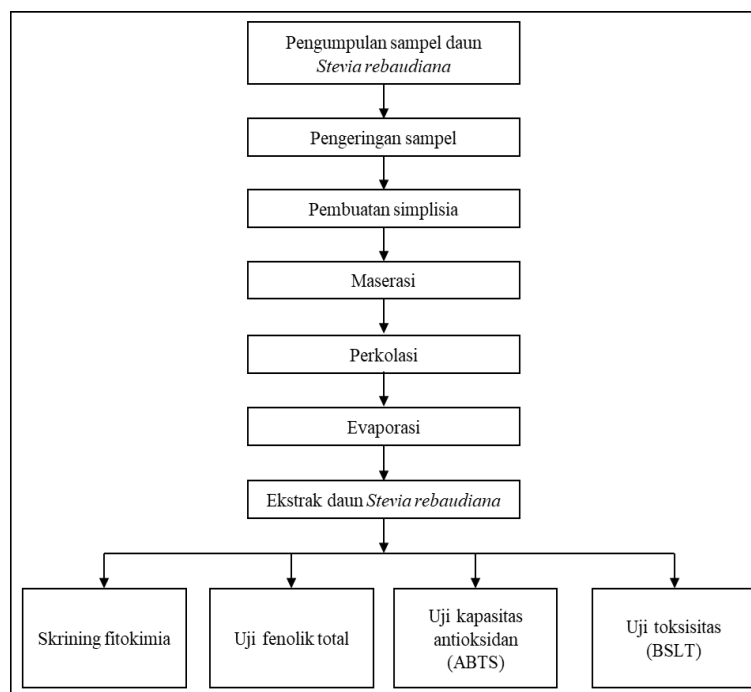 Pengumpulan sampel daun
Stevia rebaudiana
Pengeringan sampel
Pembuatan simplisia
Maserasi
Perkolasi
Evaporasi
Ekstrak daun Stevia rebaudiana
Skrining fitokimia
Uji fenolik total
Uji kapasitas
antioksidan
(ABTS)
Uji toksisitas
(BSLT)